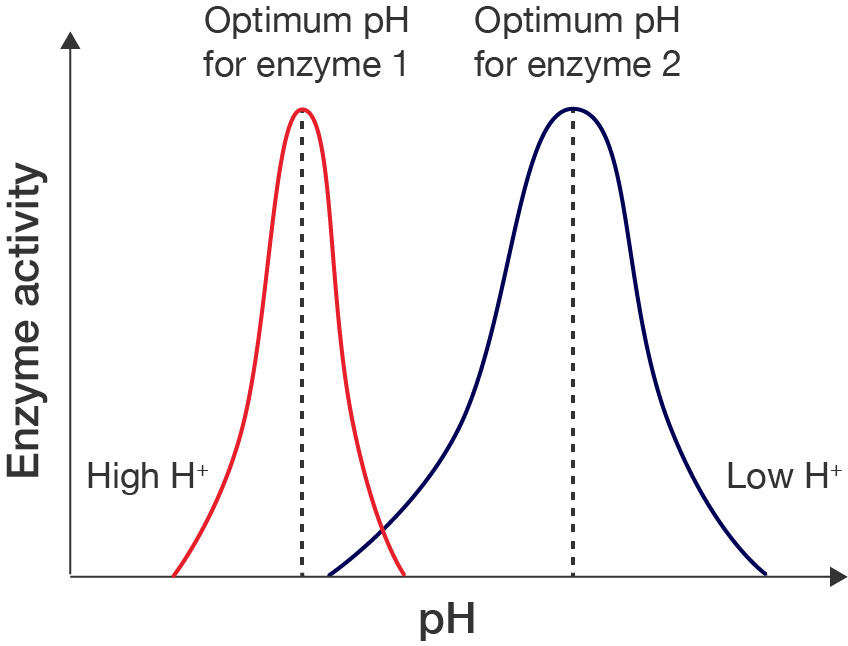 Optimum pH
for enzyme 1
Optimum pH
for enzyme 2
Enzyme activity
High H⁺
Low H⁺
pH